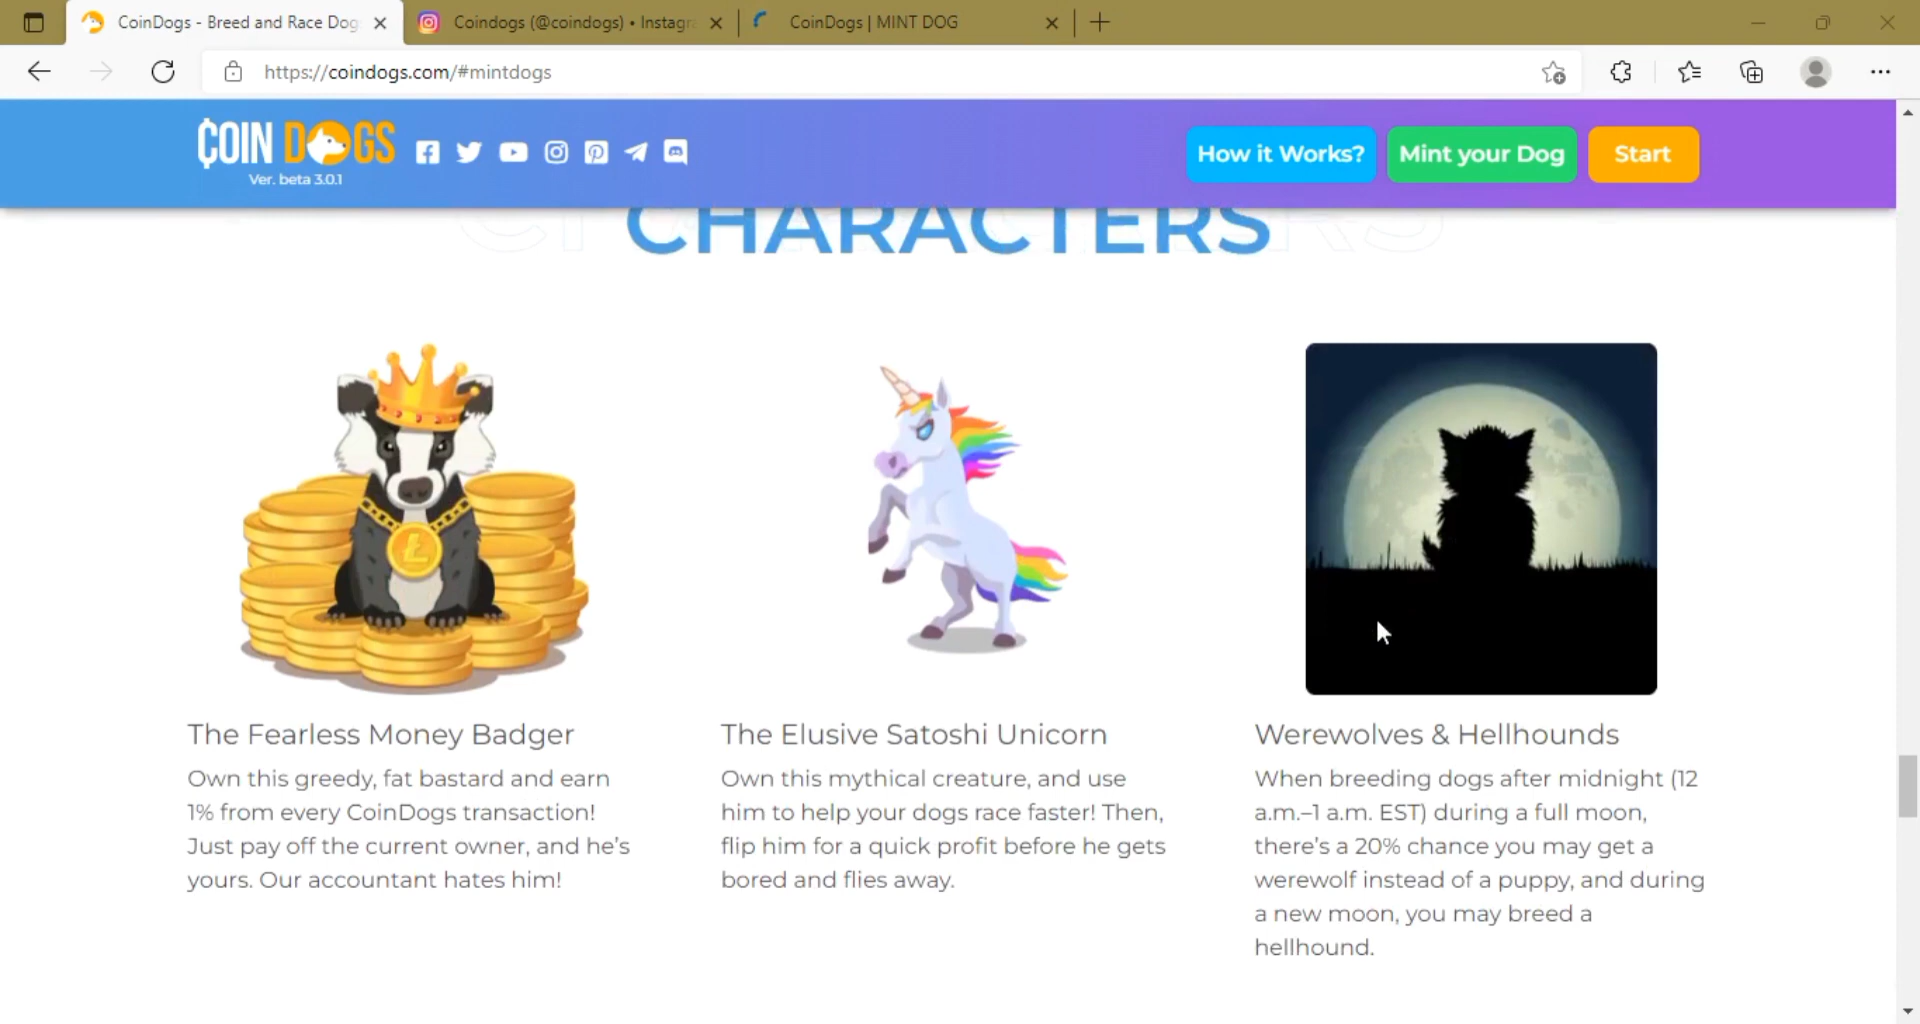 CoinDogs - Breed and Race Dog
Coindogs (@coindogs) • Instagra
CoinDogs | MINT DOG
https://coindogs.com/#mintdogs
COIN DOGS
Ver. beta 3.0.1
How it Works?
Mint your Dog
Start
CHARACTERS
The Fearless Money Badger
Own this greedy, fat bastard and earn
1% from every CoinDogs transaction!
Just pay off the current owner, and he's
yours. Our accountant hates him!
The Elusive Satoshi Unicorn
Own this mythical creature, and use
him to help your dogs race faster! Then,
flip him for a quick profit before he gets
bored and flies away.
Werewolves & Hellhounds
When breeding dogs after midnight (12
a.m.–1 a.m. EST) during a full moon,
there's a 20% chance you may get a
werewolf instead of a puppy, and during
a new moon, you may breed a
hellhound.